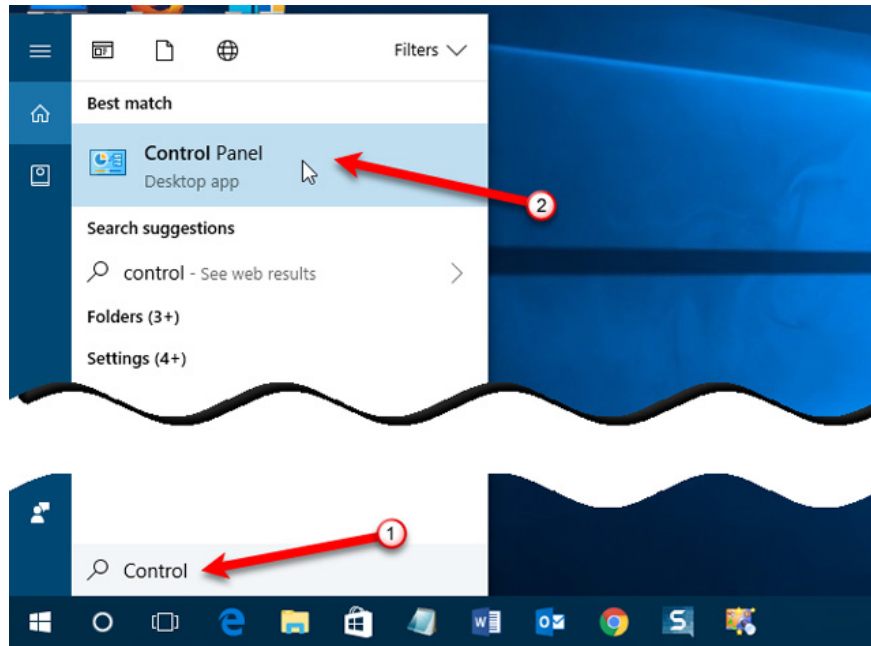 Filters
Best match
Control Panel
Desktop app
2
Search suggestions
control - See web results
Folders (3+)
Settings (4+)
1
Control